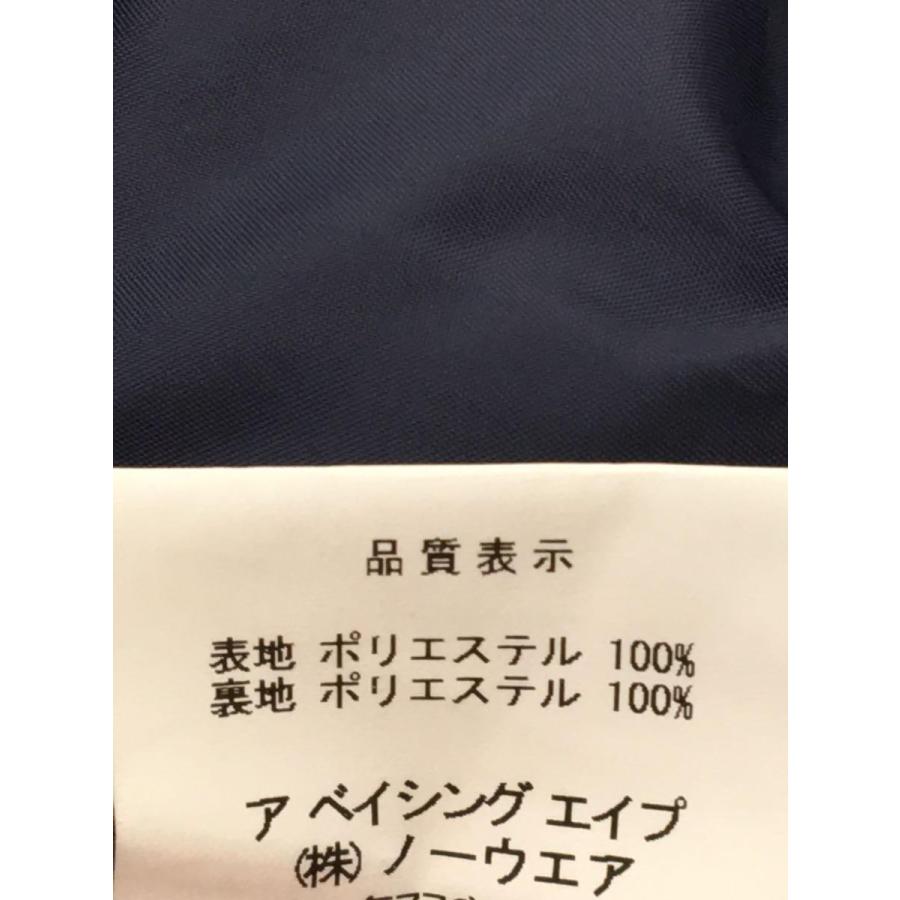 品質表示
表地 ポリエステル 100%
裏地 ポリエステル 100%
ア ベイシング エイプ
(株) ノーウエア